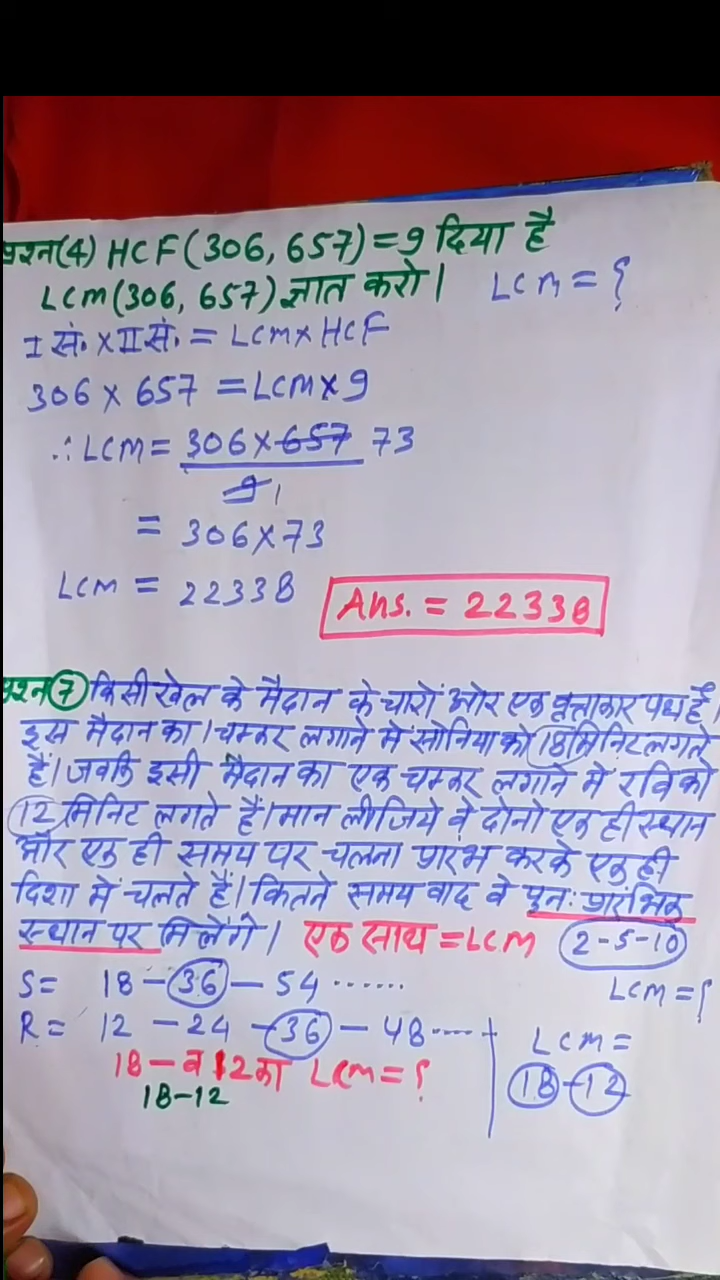 प्रश्न(4) HCF(306, 657)=9 दिया है
LCM(306, 657) ज्ञात करो। LCM = ?
I सं. × II सं. = LCM × HCF
306 × 657 = LCM × 9
∴ LCM = 306 × 657 73
9 1
= 306 × 73
LCM = 22338 Ans. = 22338
प्रश्न 7 किसी खेल के मैदान के चारों ओर एक वृत्ताकार पथ है।
इस मैदान का 1 चक्कर लगाने में सोनिया को 18 मिनिट लगते
हैं। जबकि इसी मैदान का एक चक्कर लगाने में रवि को
12 मिनिट लगते हैं। मान लीजिये वे दोनो एक ही स्थान
और एक ही समय पर चलना प्रारंभ करके एक ही
दिशा में चलते हैं। कितने समय बाद वे पुनः प्रारंभिक
स्थान पर मिलेंगे। एक साथ = LCM 2-5-10
S = 18 - 36 - 54 ...... LCM = ?
R = 12 - 24 - 36 - 48 ---- LCM =
18 - व 12 का LCM = ? 18-12
18-12